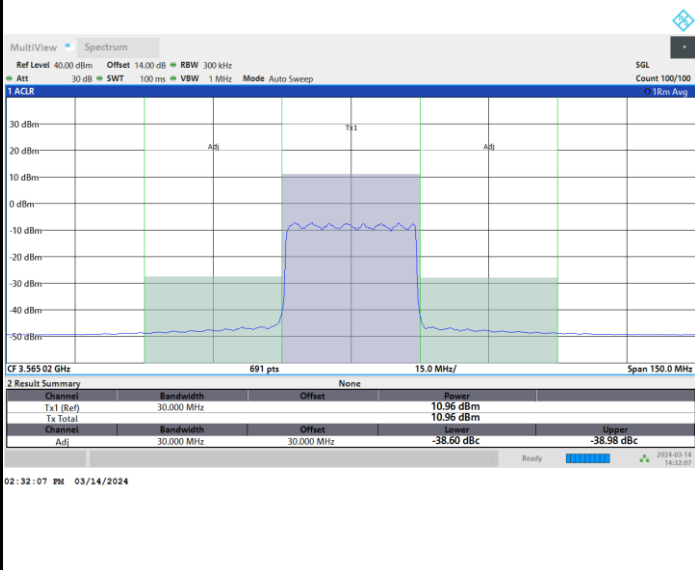 MultiView Spectrum
Ref Level 40.00 dBm Offset 14.00 dB RBW 300 kHz SGL
Att 30 dB SWT 100 ms VBW 1 MHz Mode Auto Sweep Count 100/100
1 ACLR 1Rm Avg
30 dBm
Tx1
20 dBm
Adj Adj
10 dBm
0 dBm
-10 dBm
-20 dBm
-30 dBm
-40 dBm
-50 dBm
CF 3.565 02 GHz 691 pts 15.0 MHz/ Span 150.0 MHz
2 Result Summary None
Channel Bandwidth Offset Power
Tx1 (Ref) 30.000 MHz 10.96 dBm
Tx Total 10.96 dBm
Channel Bandwidth Offset Lower Upper
Adj 30.000 MHz 30.000 MHz -38.60 dBc -38.98 dBc
Ready 2024-03-14
14:32:07
02:32:07 PM 03/14/2024